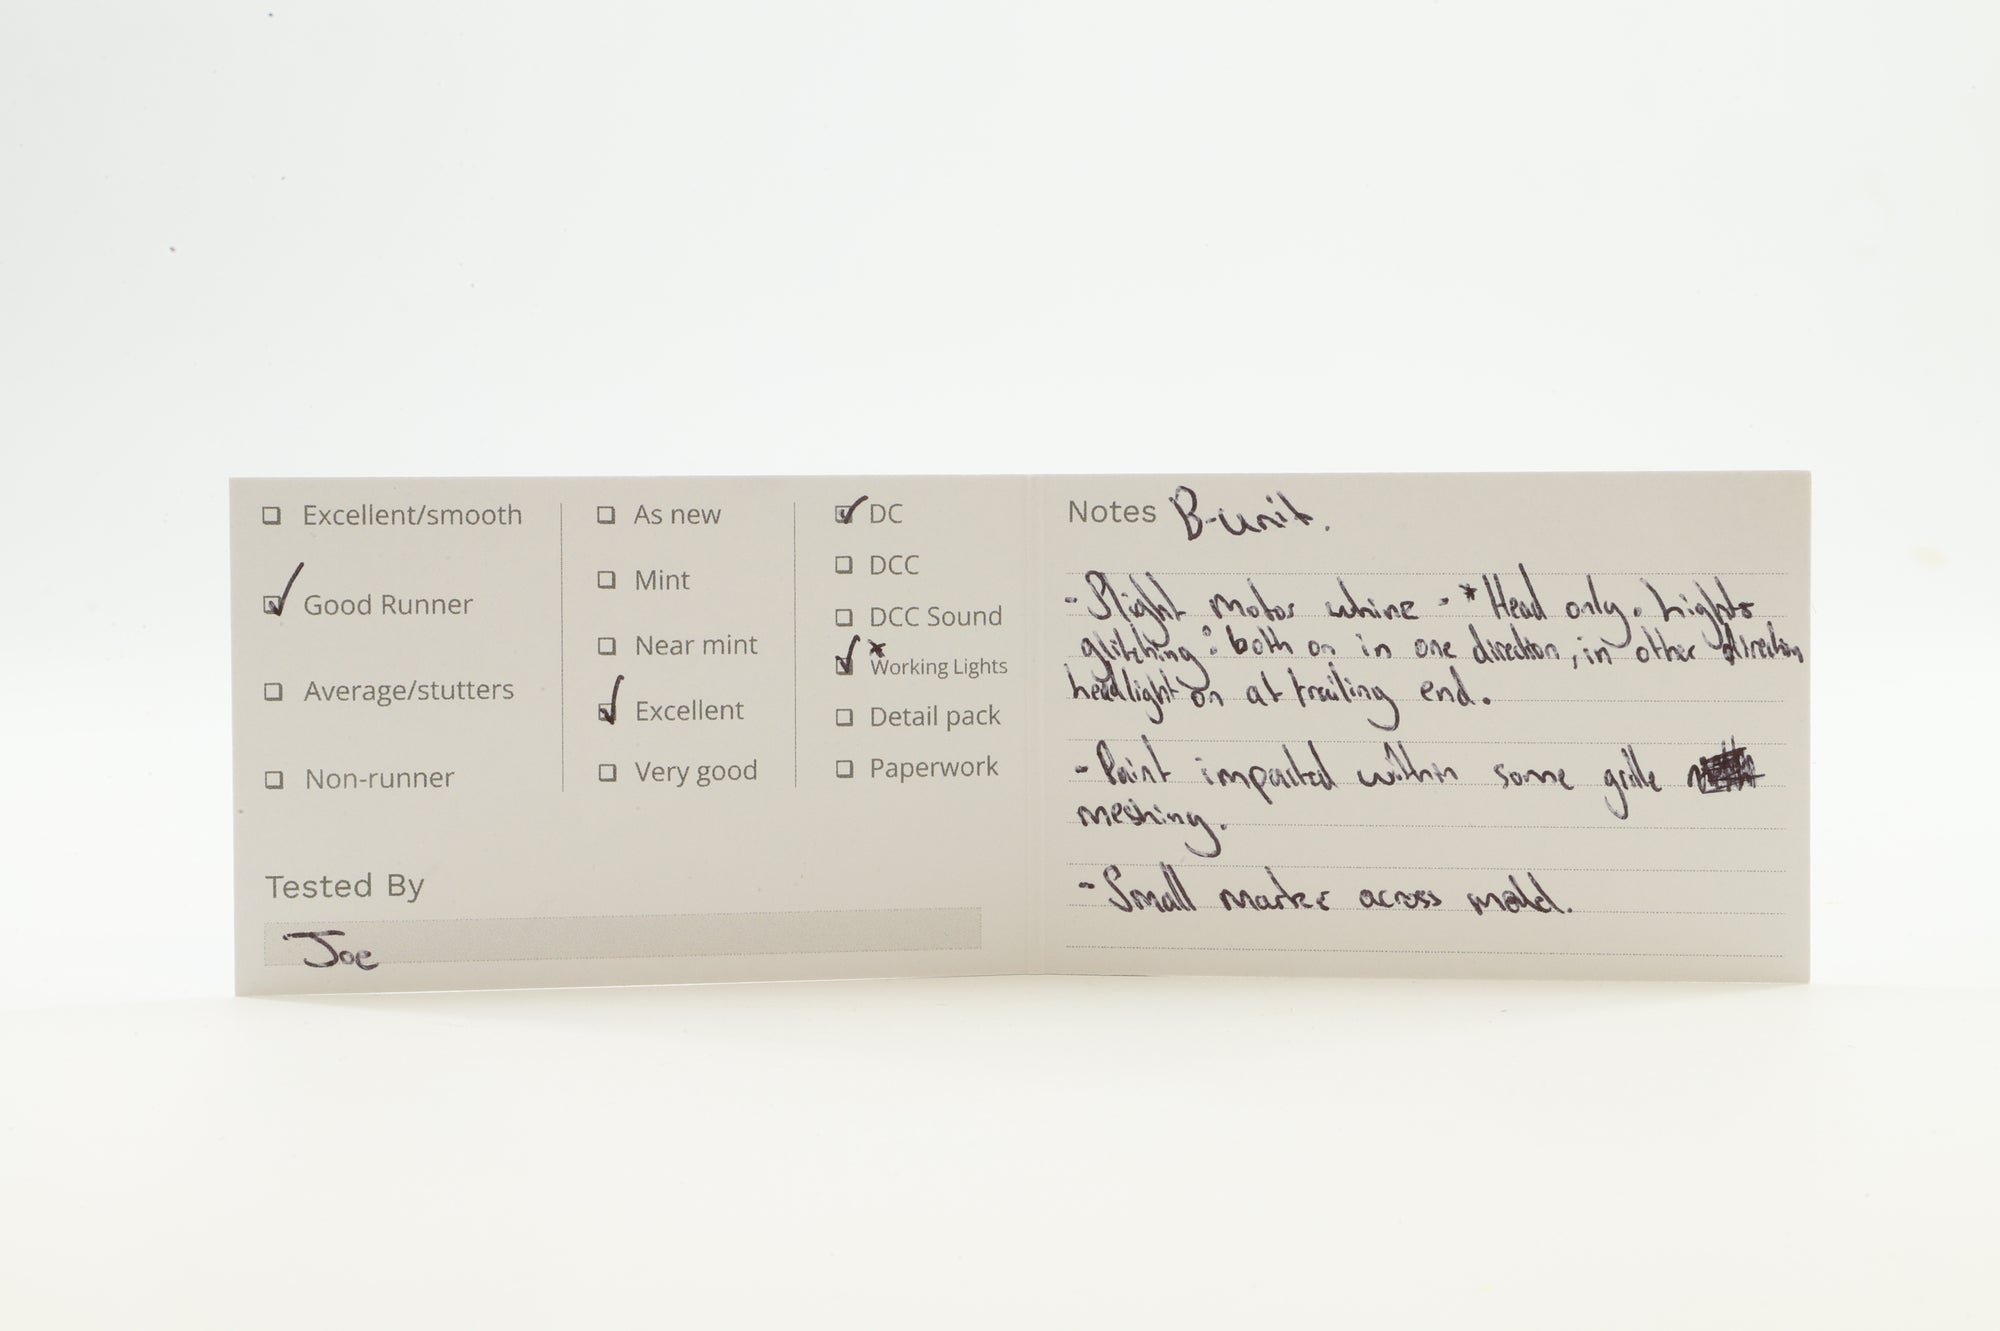 Excellent/smooth
Good Runner
Average/stutters
Non-runner
As new
Mint
Near mint
Excellent
Very good
DC
DCC
DCC Sound
*
Working Lights
Detail pack
Paperwork
Tested By
Joe
Notes B-unit.
- Slight motor whine - * Head only. Lights
glitching: both on in one direction, in other direction
headlight on at trailing end.
- Paint impacted within some grille
meshing.
- Small marks across model.